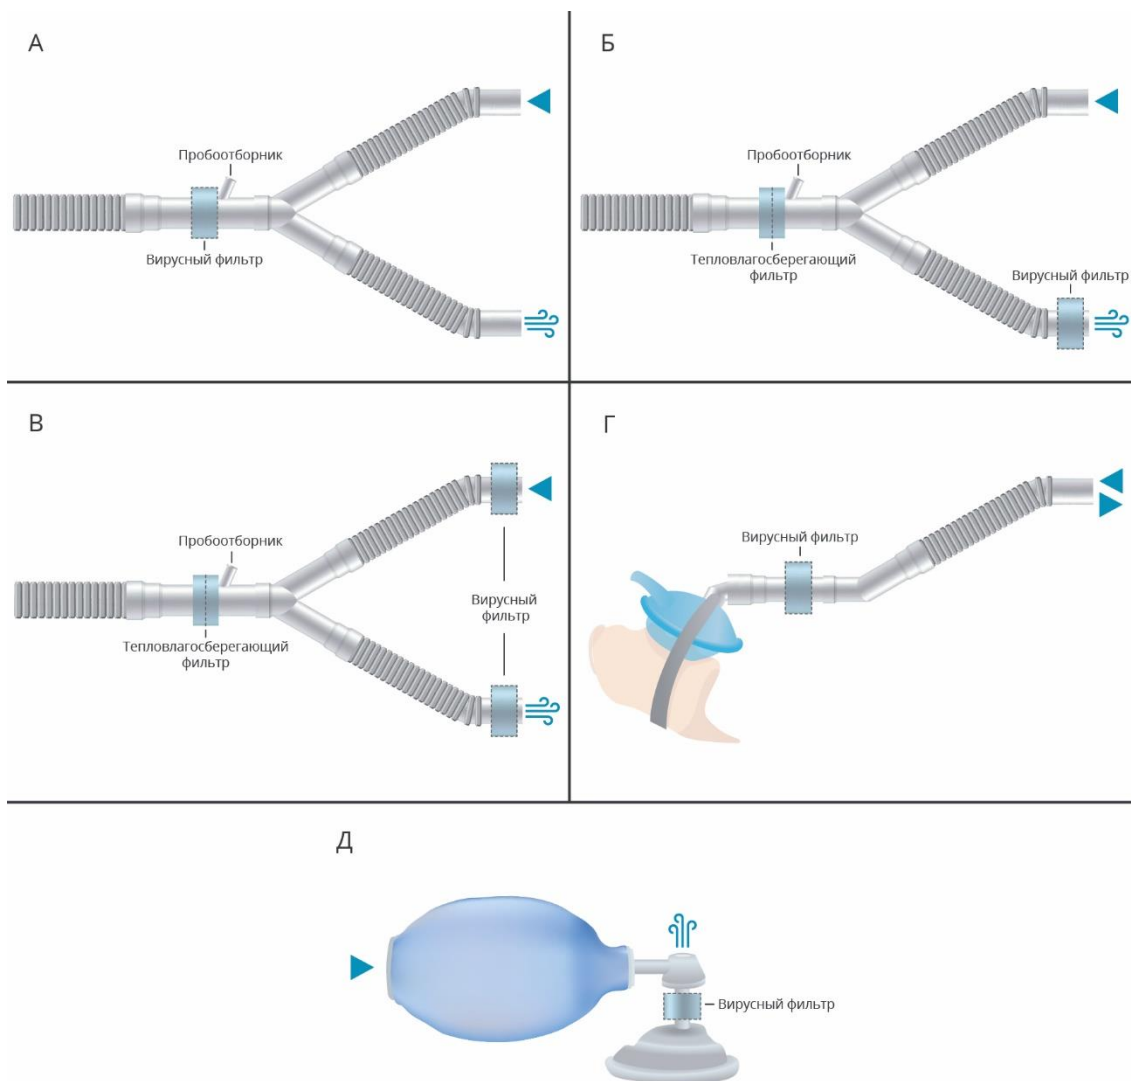 А
Б
Пробоотборник
Вирусный фильтр
Пробоотборник
Тепловлагосберегающий
фильтр
Вирусный фильтр
В
Г
Пробоотборник
Тепловлагосберегающий
фильтр
Вирусный
фильтр
Вирусный фильтр
Д
Вирусный фильтр